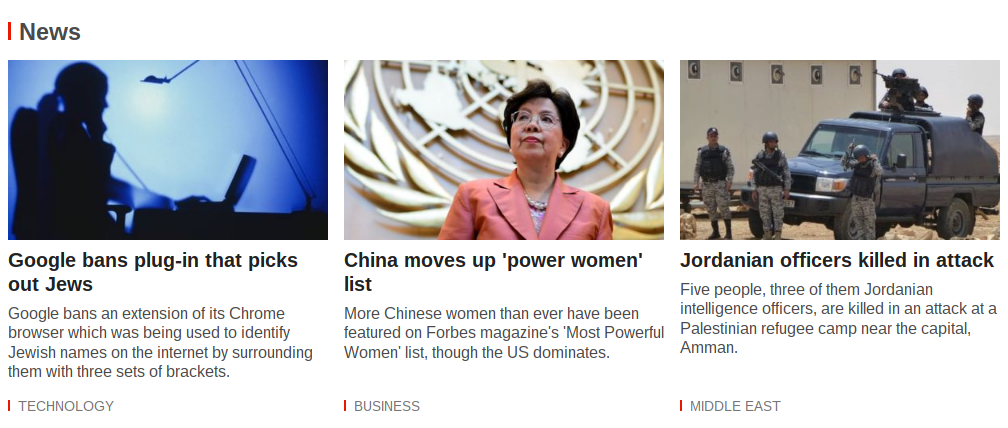 News
Google bans plug-in that picks
out Jews
Google bans an extension of its Chrome
browser which was being used to identify
Jewish names on the internet by surrounding
them with three sets of brackets.
TECHNOLOGY
China moves up 'power women'
list
More Chinese women than ever have been
featured on Forbes magazine's 'Most Powerful
Women' list, though the US dominates.
BUSINESS
Jordanian officers killed in attack
Five people, three of them Jordanian
intelligence officers, are killed in an attack at a
Palestinian refugee camp near the capital,
Amman.
MIDDLE EAST